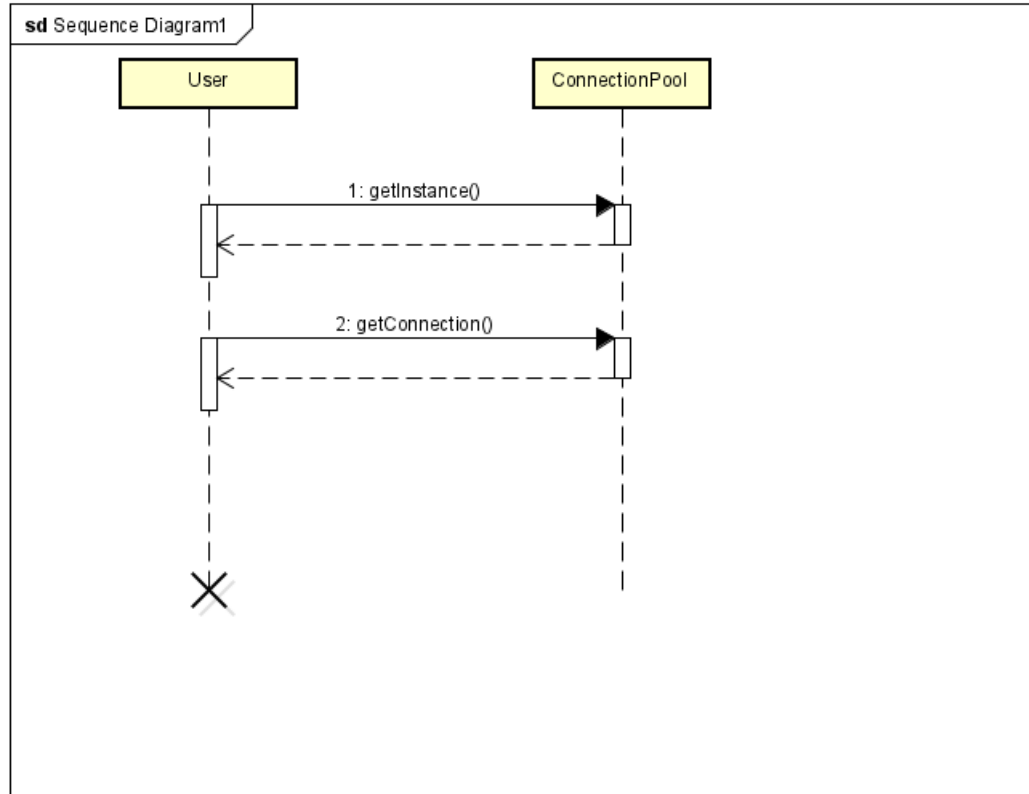 sd Sequence Diagram1
User
ConnectionPool
1: getInstance()
2: getConnection()